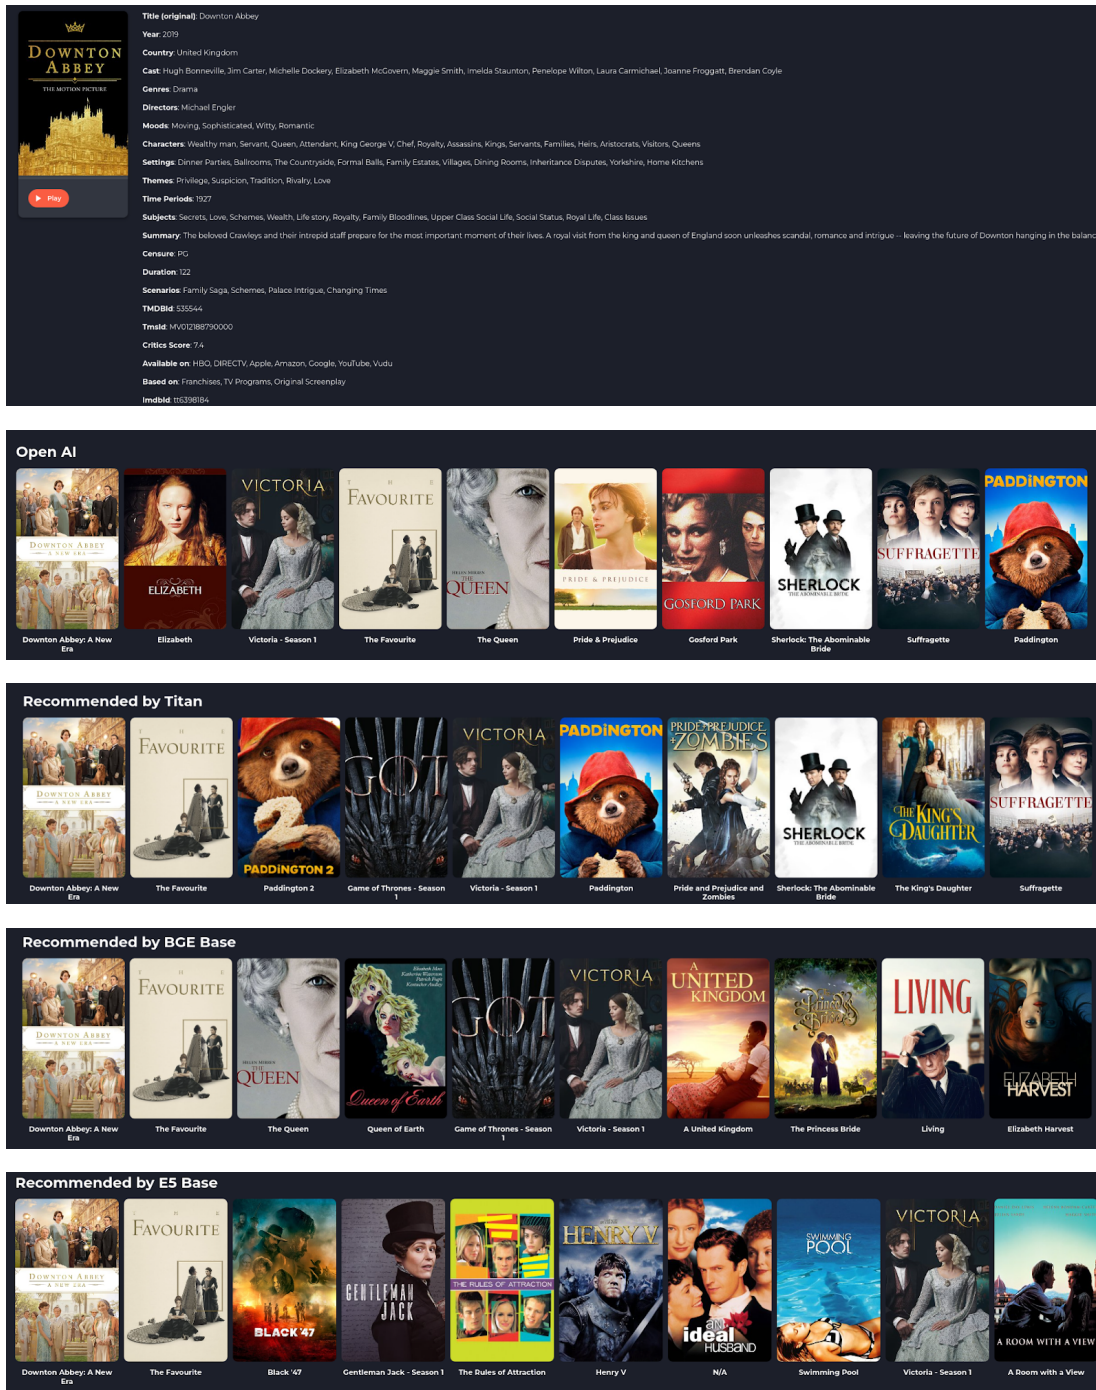 DOWNTON
ABBEY
THE MOTION PICTURE
Play
Title (original): Downton Abbey
Year: 2019
Country: United Kingdom
Cast: Hugh Bonneville, Jim Carter, Michelle Dockery, Elizabeth McGovern, Maggie Smith, Imelda Staunton, Penelope Wilton, Laura Carmichael, Joanne Froggatt, Brendan Coyle
Genres: Drama
Directors: Michael Engler
Moods: Moving, Sophisticated, Witty, Romantic
Characters: Wealthy man, Servant, Queen, Attendant, King George V, Chef, Royalty, Assassins, Kings, Servants, Families, Heirs, Aristocrats, Visitors, Queens
Settings: Dinner Parties, Ballrooms, The Countryside, Formal Balls, Family Estates, Villages, Dining Rooms, Inheritance Disputes, Yorkshire, Home Kitchens
Themes: Privilege, Suspicion, Tradition, Rivalry, Love
Time Periods: 1927
Subjects: Secrets, Love, Schemes, Wealth, Life story, Royalty, Family Bloodlines, Upper Class Social Life, Social Status, Royal Life, Class Issues
Summary: The beloved Crawleys and their intrepid staff prepare for the most important moment of their lives. A royal visit from the king and queen of England soon unleashes scandal, romance and intrigue -- leaving the future of Downton hanging in the balanc
Censure: PG
Duration: 122
Scenarios: Family Saga, Schemes, Palace Intrigue, Changing Times
TMDBId: 535544
TmsId: MV012188790000
Critics Score: 7.4
Available on: HBO, DIRECTV, Apple, Amazon, Google, YouTube, Vudu
Based on: Franchises, TV Programs, Original Screenplay
ImdbId: tt6398184
Open AI
DOWNTON ABBEY
A NEW ERA
ELIZABETH
VICTORIA
THE
FAVOURITE
HELEN MIRREN
THE
QUEEN
PRIDE & PREJUDICE
GOSFORD PARK
SHERLOCK
THE ABOMINABLE BRIDE
SUFFRAGETTE
PADDINGTON
Downton Abbey: A New
Era
Elizabeth
Victoria - Season 1
The Favourite
The Queen
Pride & Prejudice
Gosford Park
Sherlock: The Abominable
Bride
Suffragette
Paddington
Recommended by Titan
DOWNTON ABBEY
A NEW ERA
THE
FAVOURITE
2
PADDINGTON 2
GOT
VICTORIA
PADDINGTON
PRIDE+PREJUDICE
+ZOMBIES
SHERLOCK
THE ABOMINABLE BRIDE
THE KING'S
DAUGHTER
SUFFRAGETTE
Downton Abbey: A New
Era
The Favourite
Paddington 2
Game of Thrones - Season
1
Victoria - Season 1
Paddington
Pride and Prejudice and
Zombies
Sherlock: The Abominable
Bride
The King's Daughter
Suffragette
Recommended by BGE Base
DOWNTON ABBEY
A NEW ERA
THE
FAVOURITE
HELEN MIRREN
THE
QUEEN
Elisabeth Moss
Katherine Waterston
Patrick Fugit
Kentucker Audley
Queen of Earth
GOT
VICTORIA
A
UNITED
KINGDOM
The
Princess
Bride
LIVING
ELIZABETH
HARVEST
Downton Abbey: A New
Era
The Favourite
The Queen
Queen of Earth
Game of Thrones - Season
1
Victoria - Season 1
A United Kingdom
The Princess Bride
Living
Elizabeth Harvest
Recommended by E5 Base
DOWNTON ABBEY
A NEW ERA
THE
FAVOURITE
BLACK '47
GENTLEMAN
JACK
THE RULES OF ATTRACTION
HENRY V
an
ideal
HUSBAND
SWIMMING
POOL
VICTORIA
A ROOM WITH A VIEW
Downton Abbey: A New
Era
The Favourite
Black '47
Gentleman Jack - Season 1
The Rules of Attraction
Henry V
N/A
Swimming Pool
Victoria - Season 1
A Room with a View